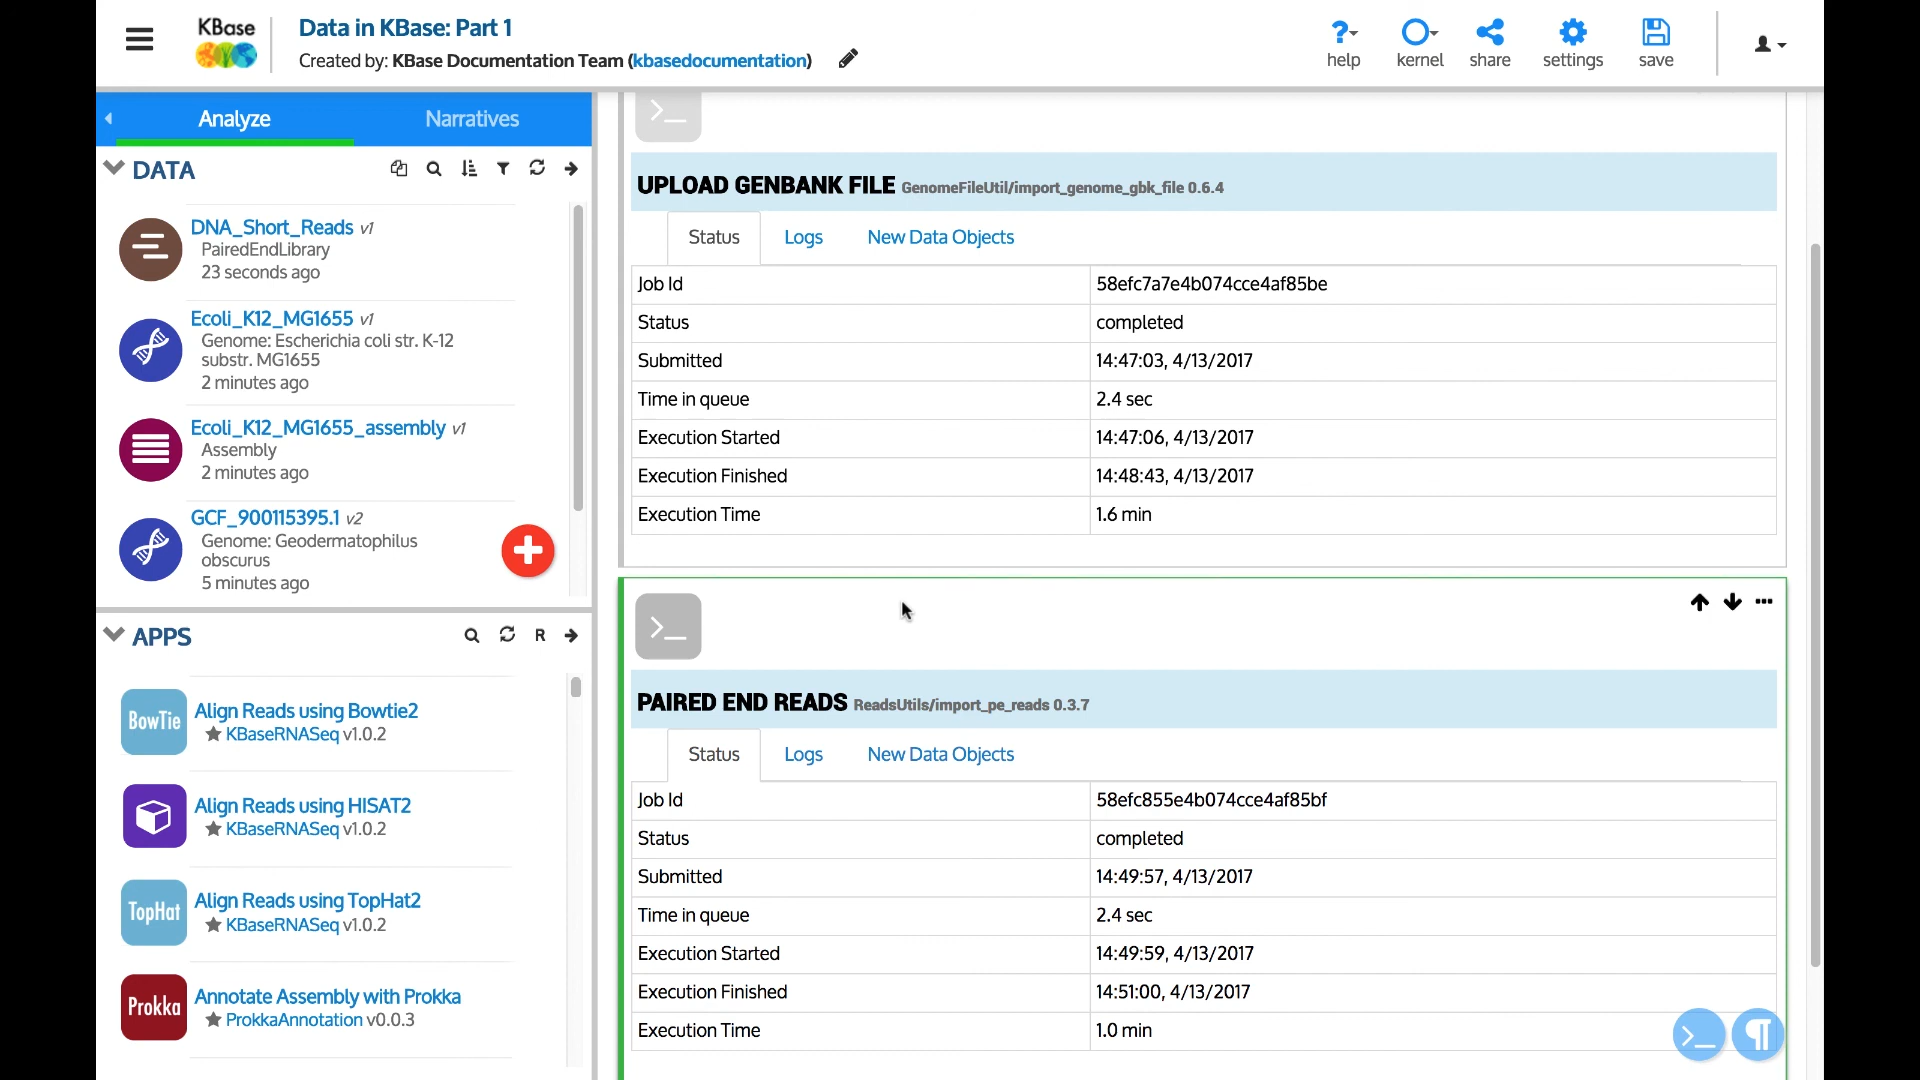 KBase
Data in KBase: Part 1
Created by: KBase Documentation Team (kbasedocumentation)
help
kernel
share
settings
save
Analyze
Narratives
DATA
DNA_Short_Reads v1
PairedEndLibrary
23 seconds ago
Ecoli_K12_MG1655 v1
Genome: Escherichia coli str. K-12
substr. MG1655
2 minutes ago
Ecoli_K12_MG1655_assembly v1
Assembly
2 minutes ago
GCF_900115395.1 v2
Genome: Geodermatophilus
obscurus
5 minutes ago
APPS
R
BowTie
Align Reads using Bowtie2
KBaseRNASeq v1.0.2
Align Reads using HISAT2
KBaseRNASeq v1.0.2
TopHat
Align Reads using TopHat2
KBaseRNASeq v1.0.2
Prokka
Annotate Assembly with Prokka
ProkkaAnnotation v0.0.3
UPLOAD GENBANK FILE GenomeFileUtil/import_genome_gbk_file 0.6.4
Status Logs New Data Objects
Job Id 58efc7a7e4b074cce4af85be
Status completed
Submitted 14:47:03, 4/13/2017
Time in queue 2.4 sec
Execution Started 14:47:06, 4/13/2017
Execution Finished 14:48:43, 4/13/2017
Execution Time 1.6 min
PAIRED END READS ReadsUtils/import_pe_reads 0.3.7
Status Logs New Data Objects
Job Id 58efc855e4b074cce4af85bf
Status completed
Submitted 14:49:57, 4/13/2017
Time in queue 2.4 sec
Execution Started 14:49:59, 4/13/2017
Execution Finished 14:51:00, 4/13/2017
Execution Time 1.0 min